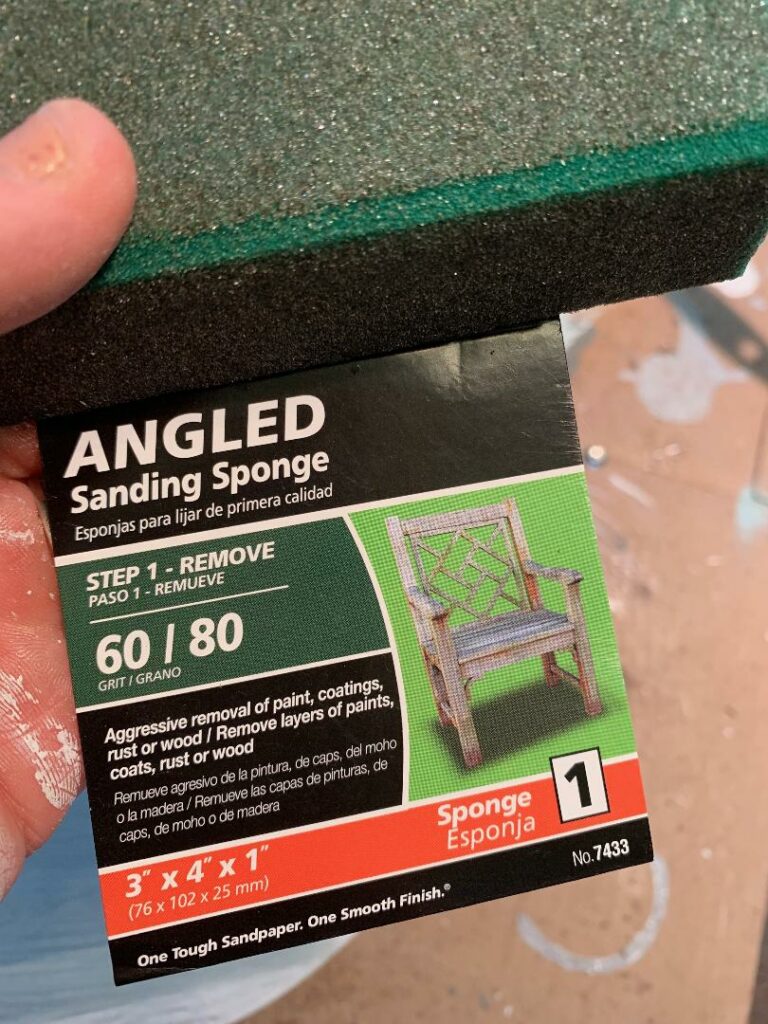 ANGLED
Sanding Sponge
Esponjas para lijar de primera calidad
STEP 1 - REMOVE
PASO 1 - REMUEVE
60 / 80
GRIT / GRANO
Aggressive removal of paint, coatings,
rust or wood / Remove layers of paints,
coats, rust or wood
Remueve agresivo de la pintura, de caps, del moho
o la madera / Remueve las capas de pinturas, de
caps, de moho o de madera
Sponge 1
Esponja
3" x 4" x 1"
(76 x 102 x 25 mm)
No.7433
One Tough Sandpaper. One Smooth Finish.®